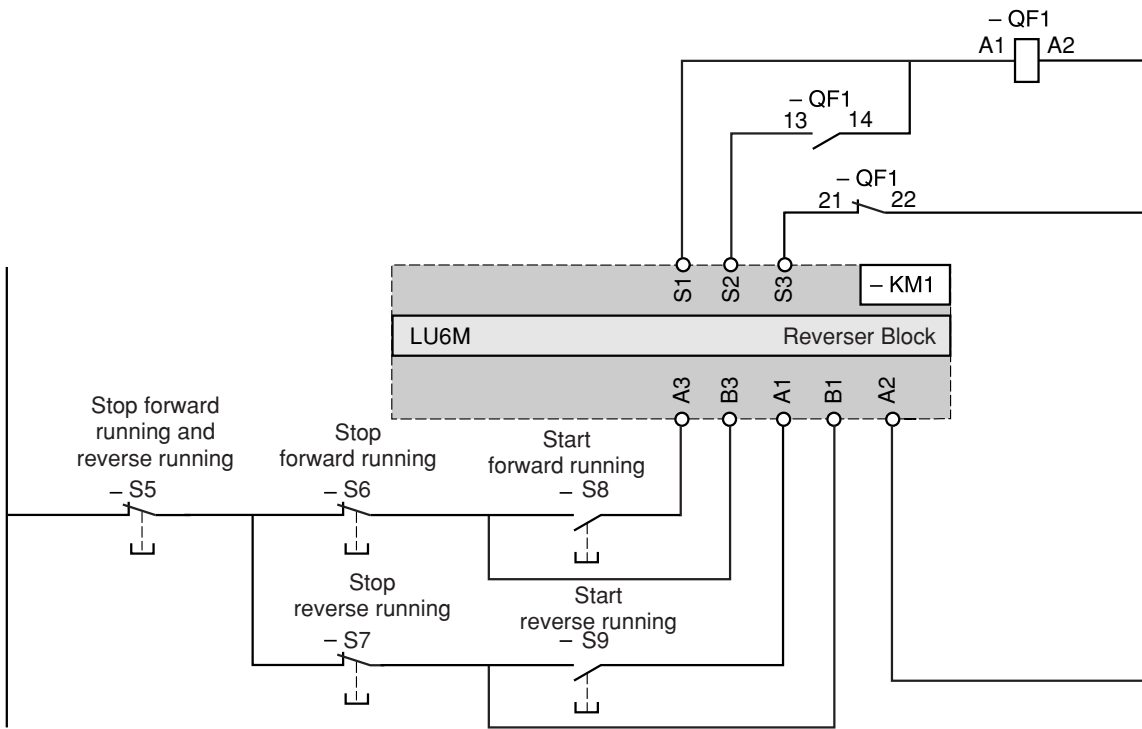 – QF1
A1 A2
– QF1
13 14
– QF1
21 22
S1 S2 S3
– KM1
LU6M Reverser Block
A3 B3 A1 B1 A2
Stop forward
running and
reverse running
– S5
Stop
forward running
– S6
Start
forward running
– S8
Stop
reverse running
– S7
Start
reverse running
– S9